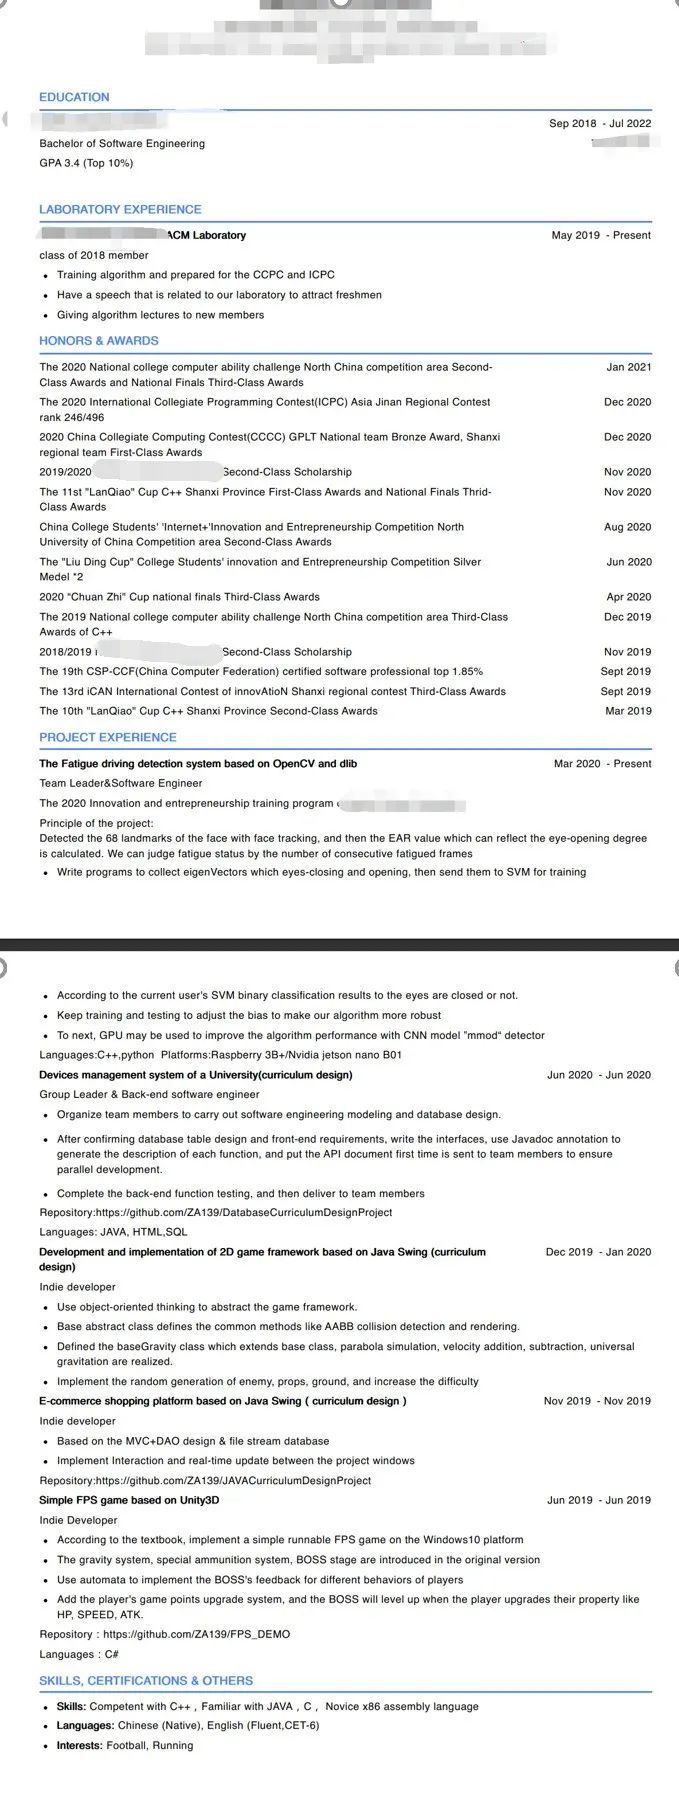 EDUCATION
Sep 2018 - Jul 2022
Bachelor of Software Engineering
GPA 3.4 (Top 10%)
LABORATORY EXPERIENCE
ACM Laboratory May 2019 - Present
class of 2018 member
• Training algorithm and prepared for the CCPC and ICPC
• Have a speech that is related to our laboratory to attract freshmen
• Giving algorithm lectures to new members
HONORS & AWARDS
The 2020 National college computer ability challenge North China competition area Second- Jan 2021
Class Awards and National Finals Third-Class Awards
The 2020 International Collegiate Programming Contest(ICPC) Asia Jinan Regional Contest Dec 2020
rank 246/496
2020 China Collegiate Computing Contest(CCCC) GPLT National team Bronze Award, Shanxi Dec 2020
regional team First-Class Awards
2019/2020 Second-Class Scholarship Nov 2020
The 11st "LanQiao" Cup C++ Shanxi Province First-Class Awards and National Finals Thrid- Nov 2020
Class Awards
China College Students' 'Internet+'Innovation and Entrepreneurship Competition North Aug 2020
University of China Competition area Second-Class Awards
The "Liu Ding Cup" College Students' innovation and Entrepreneurship Competition Silver Jun 2020
Medel *2
2020 "Chuan Zhi" Cup national finals Third-Class Awards Apr 2020
The 2019 National college computer ability challenge North China competition area Third-Class Dec 2019
Awards of C++
2018/2019 Second-Class Scholarship Nov 2019
The 19th CSP-CCF(China Computer Federation) certified software professional top 1.85% Sept 2019
The 13rd iCAN International Contest of innovAtioN Shanxi regional contest Third-Class Awards Sept 2019
The 10th "LanQiao" Cup C++ Shanxi Province Second-Class Awards Mar 2019
PROJECT EXPERIENCE
The Fatigue driving detection system based on OpenCV and dlib Mar 2020 - Present
Team Leader&Software Engineer
The 2020 Innovation and entrepreneurship training program
Principle of the project:
Detected the 68 landmarks of the face with face tracking, and then the EAR value which can reflect the eye-opening degree
is calculated. We can judge fatigue status by the number of consecutive fatigued frames
• Write programs to collect eigenVectors which eyes-closing and opening, then send them to SVM for training
• According to the current user's SVM binary classification results to the eyes are closed or not.
• Keep training and testing to adjust the bias to make our algorithm more robust
• To next, GPU may be used to improve the algorithm performance with CNN model "mmod" detector
Languages:C++,python Platforms:Raspberry 3B+/Nvidia jetson nano B01
Devices management system of a University(curriculum design) Jun 2020 - Jun 2020
Group Leader & Back-end software engineer
• Organize team members to carry out software engineering modeling and database design.
• After confirming database table design and front-end requirements, write the interfaces, use Javadoc annotation to
generate the description of each function, and put the API document first time is sent to team members to ensure
parallel development.
• Complete the back-end function testing, and then deliver to team members
Repository:https://github.com/ZA139/DatabaseCurriculumDesignProject
Languages: JAVA, HTML,SQL
Development and implementation of 2D game framework based on Java Swing (curriculum Dec 2019 - Jan 2020
design)
Indie developer
• Use object-oriented thinking to abstract the game framework.
• Base abstract class defines the common methods like AABB collision detection and rendering.
• Defined the baseGravity class which extends base class, parabola simulation, velocity addition, subtraction, universal
gravitation are realized.
• Implement the random generation of enemy, props, ground, and increase the difficulty
E-commerce shopping platform based on Java Swing ( curriculum design ) Nov 2019 - Nov 2019
Indie developer
• Based on the MVC+DAO design & file stream database
• Implement Interaction and real-time update between the project windows
Repository:https://github.com/ZA139/JAVACurriculumDesignProject
Simple FPS game based on Unity3D Jun 2019 - Jun 2019
Indie Developer
• According to the textbook, implement a simple runnable FPS game on the Windows10 platform
• The gravity system, special ammunition system, BOSS stage are introduced in the original version
• Use automata to implement the BOSS's feedback for different behaviors of players
• Add the player's game points upgrade system, and the BOSS will level up when the player upgrades their property like
HP, SPEED, ATK.
Repository : https://github.com/ZA139/FPS_DEMO
Languages : C#
SKILLS, CERTIFICATIONS & OTHERS
• Skills: Competent with C++ , Familiar with JAVA , C , Novice x86 assembly language
• Languages: Chinese (Native), English (Fluent,CET-6)
• Interests: Football, Running